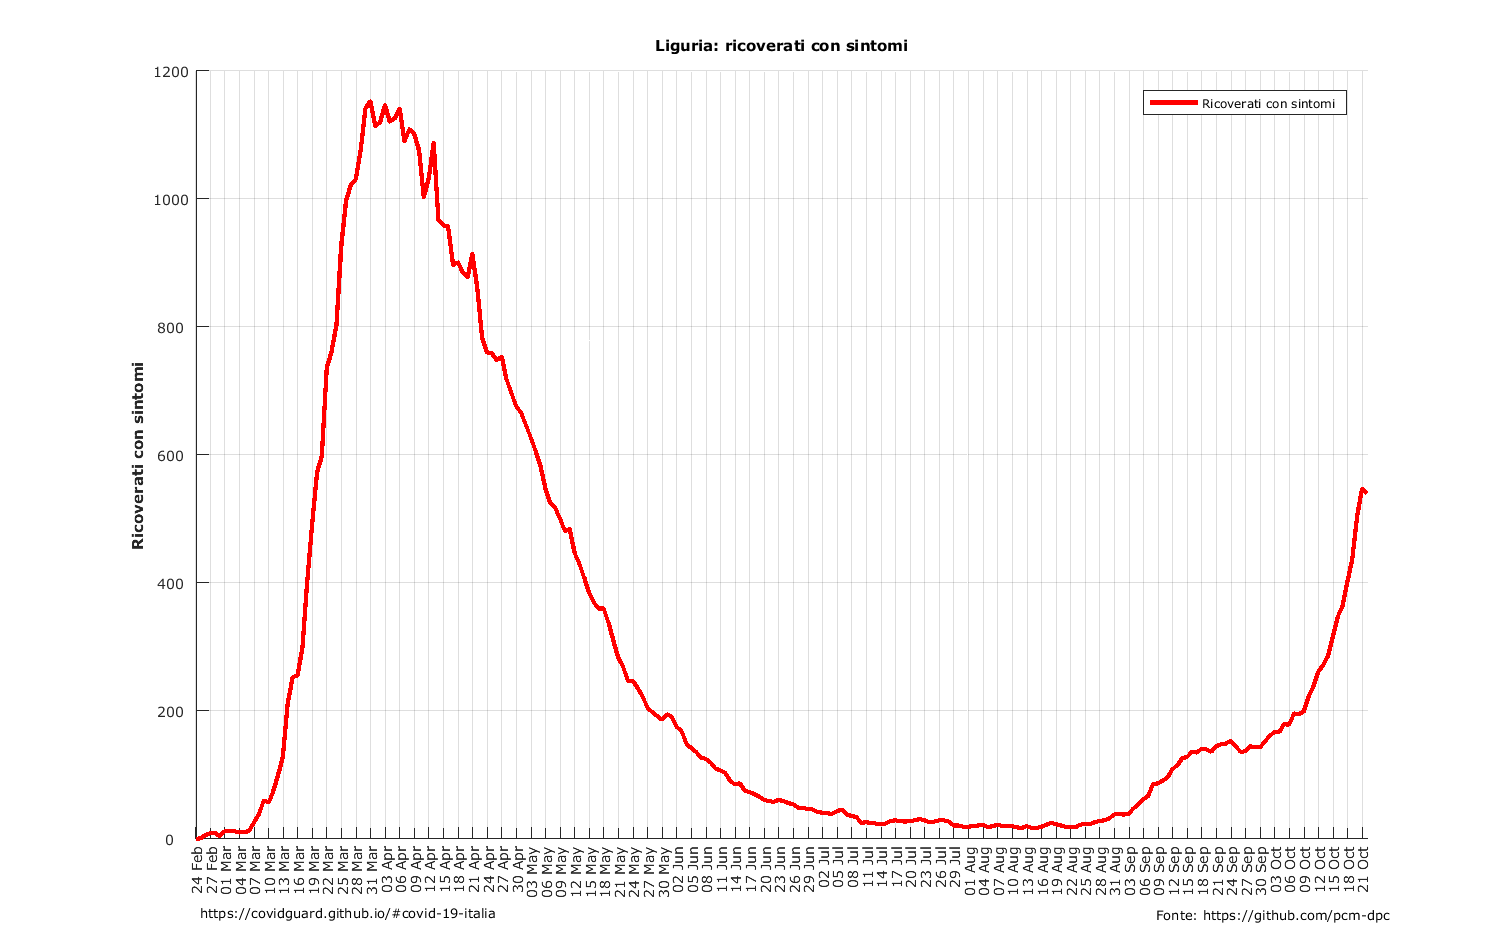 Liguria: ricoverati con sintomi
1200
1000
800
600
400
200
0
Ricoverati con sintomi
Ricoverati con sintomi
24 Feb
27 Feb
01 Mar
04 Mar
07 Mar
10 Mar
13 Mar
16 Mar
19 Mar
22 Mar
25 Mar
28 Mar
31 Mar
03 Apr
06 Apr
09 Apr
12 Apr
15 Apr
18 Apr
21 Apr
24 Apr
27 Apr
30 Apr
03 May
06 May
09 May
12 May
15 May
18 May
21 May
24 May
27 May
30 May
02 Jun
05 Jun
08 Jun
11 Jun
14 Jun
17 Jun
20 Jun
23 Jun
26 Jun
29 Jun
02 Jul
05 Jul
08 Jul
11 Jul
14 Jul
17 Jul
20 Jul
23 Jul
26 Jul
29 Jul
01 Aug
04 Aug
07 Aug
10 Aug
13 Aug
16 Aug
19 Aug
22 Aug
25 Aug
28 Aug
31 Aug
03 Sep
06 Sep
09 Sep
12 Sep
15 Sep
18 Sep
21 Sep
24 Sep
27 Sep
30 Sep
03 Oct
06 Oct
09 Oct
12 Oct
15 Oct
18 Oct
21 Oct
https://covidguard.github.io/#covid-19-italia
Fonte: https://github.com/pcm-dpc